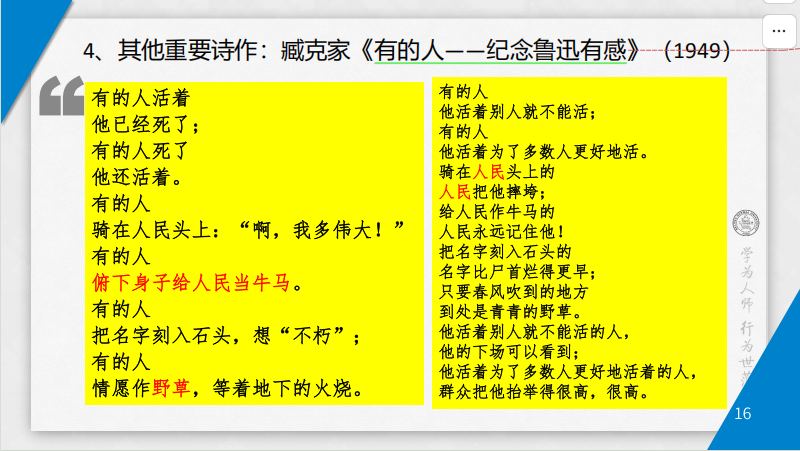 4、其他重要诗作：臧克家《有的人——纪念鲁迅有感》（1949）
有的人活着
他已经死了；
有的人死了
他还活着。
有的人
骑在人民头上：“啊，我多伟大！”
有的人
俯下身子给人民当牛马。
有的人
把名字刻入石头，想“不朽”；
有的人
情愿作野草，等着地下的火烧。
有的人
他活着别人就不能活；
有的人
他活着为了多数人更好地活。
骑在人民头上的
人民把他摔垮；
给人民作牛马的
人民永远记住他！
把名字刻入石头的
名字比尸首烂得更早；
只要春风吹到的地方
到处是青青的野草。
他活着别人就不能活的人，
他的下场可以看到；
他活着为了多数人更好地活着的人，
群众把他抬举得很高，很高。
学为人师 行为世
16